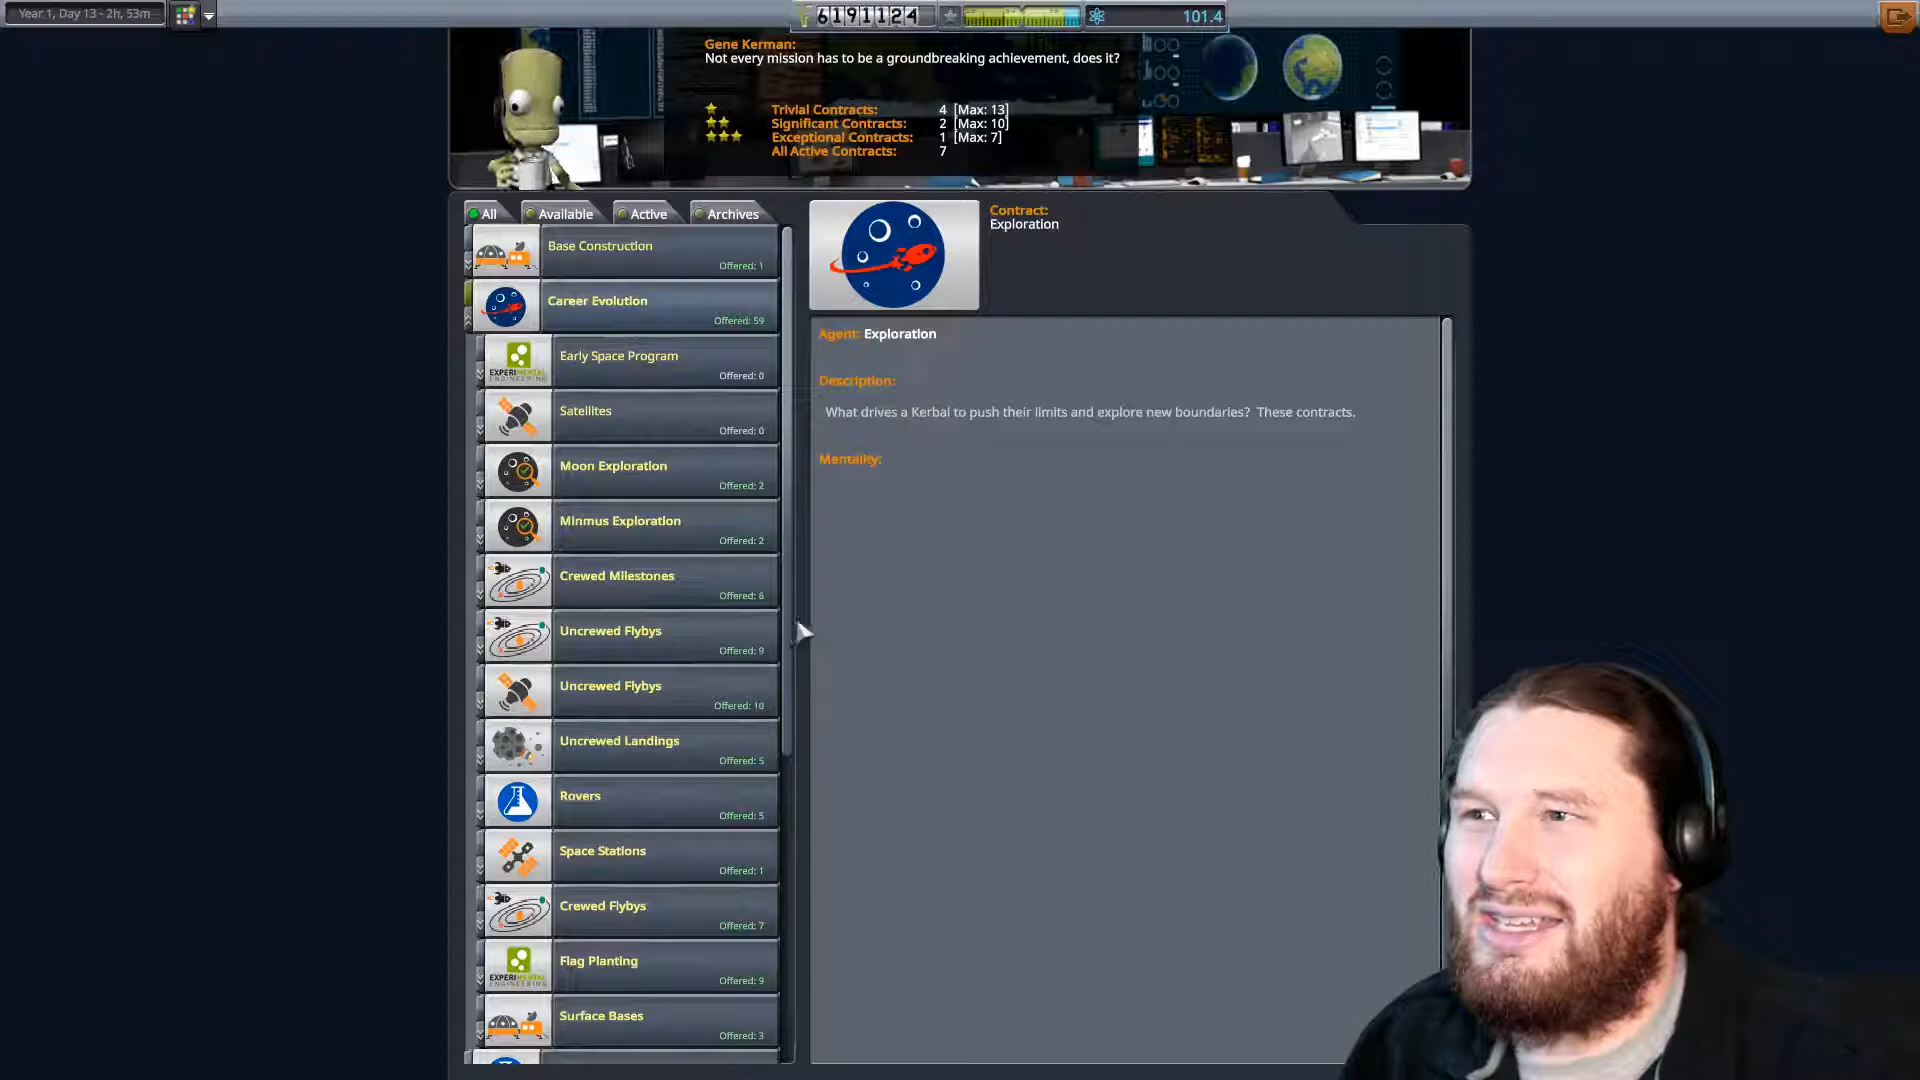 Year 1, Day 13 - 2h, 53m
6191124
101.4
Gene Kerman:
Not every mission has to be a groundbreaking achievement, does it?
Trivial Contracts: 4 [Max: 13]
Significant Contracts: 2 [Max: 10]
Exceptional Contracts: 1 [Max: 7]
All Active Contracts: 7
All
Available
Active
Archives
Base Construction
Offered: 1
Career Evolution
Offered: 59
EXPERIMENTAL
ENGINEERING
Early Space Program
Offered: 0
Satellites
Offered: 0
Moon Exploration
Offered: 2
Minmus Exploration
Offered: 2
Crewed Milestones
Offered: 6
Uncrewed Flybys
Offered: 9
Uncrewed Flybys
Offered: 10
Uncrewed Landings
Offered: 5
Rovers
Offered: 5
Space Stations
Offered: 1
Crewed Flybys
Offered: 7
EXPERIMENTAL
ENGINEERING
Flag Planting
Offered: 9
Surface Bases
Offered: 3
Contract:
Exploration
Agent: Exploration
Description:
What drives a Kerbal to push their limits and explore new boundaries? These contracts.
Mentality: